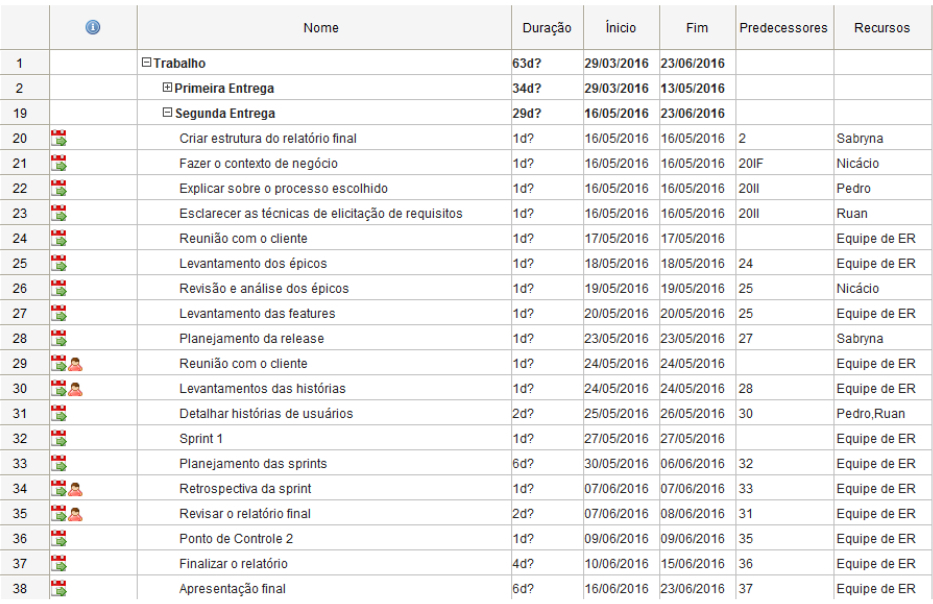 Nome Duração Ínicio Fim Predecessores Recursos
1 Trabalho 63d? 29/03/2016 23/06/2016
2 Primeira Entrega 34d? 29/03/2016 13/05/2016
19 Segunda Entrega 29d? 16/05/2016 23/06/2016
20 Criar estrutura do relatório final 1d? 16/05/2016 16/05/2016 2 Sabryna
21 Fazer o contexto de negócio 1d? 16/05/2016 16/05/2016 20IF Nicácio
22 Explicar sobre o processo escolhido 1d? 16/05/2016 16/05/2016 20II Pedro
23 Esclarecer as técnicas de elicitação de requisitos 1d? 16/05/2016 16/05/2016 20II Ruan
24 Reunião com o cliente 1d? 17/05/2016 17/05/2016 Equipe de ER
25 Levantamento dos épicos 1d? 18/05/2016 18/05/2016 24 Equipe de ER
26 Revisão e análise dos épicos 1d? 19/05/2016 19/05/2016 25 Nicácio
27 Levantamento das features 1d? 20/05/2016 20/05/2016 25 Equipe de ER
28 Planejamento da release 1d? 23/05/2016 23/05/2016 27 Sabryna
29 Reunião com o cliente 1d? 24/05/2016 24/05/2016 Equipe de ER
30 Levantamentos das histórias 1d? 24/05/2016 24/05/2016 28 Equipe de ER
31 Detalhar histórias de usuários 2d? 25/05/2016 26/05/2016 30 Pedro,Ruan
32 Sprint 1 1d? 27/05/2016 27/05/2016 Equipe de ER
33 Planejamento das sprints 6d? 30/05/2016 06/06/2016 32 Equipe de ER
34 Retrospectiva da sprint 1d? 07/06/2016 07/06/2016 33 Equipe de ER
35 Revisar o relatório final 2d? 07/06/2016 08/06/2016 31 Equipe de ER
36 Ponto de Controle 2 1d? 09/06/2016 09/06/2016 35 Equipe de ER
37 Finalizar o relatório 4d? 10/06/2016 15/06/2016 36 Equipe de ER
38 Apresentação final 6d? 16/06/2016 23/06/2016 37 Equipe de ER